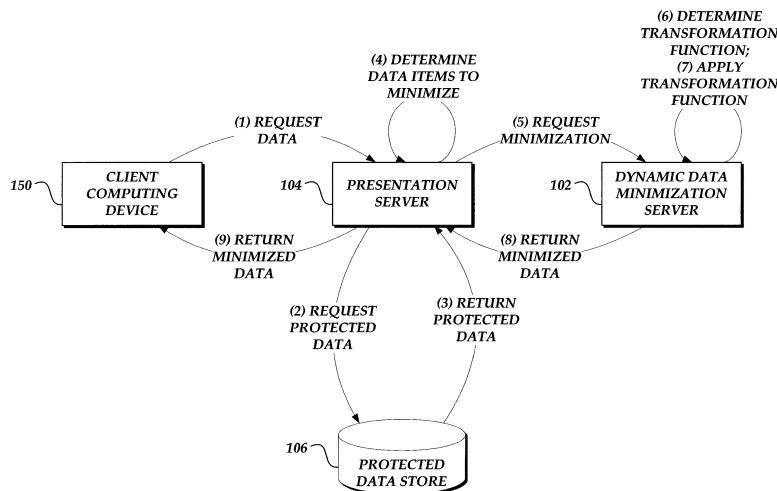 (6) DETERMINE
TRANSFORMATION
FUNCTION;
(7) APPLY
TRANSFORMATION
FUNCTION
(4) DETERMINE
DATA ITEMS TO
MINIMIZE
(1) REQUEST
DATA
(5) REQUEST
MINIMIZATION
150
CLIENT
COMPUTING
DEVICE
104
PRESENTATION
SERVER
102
DYNAMIC DATA
MINIMIZATION
SERVER
(9) RETURN
MINIMIZED
DATA
(8) RETURN
MINIMIZED
DATA
(2) REQUEST
PROTECTED
DATA
(3) RETURN
PROTECTED
DATA
106
PROTECTED
DATA STORE